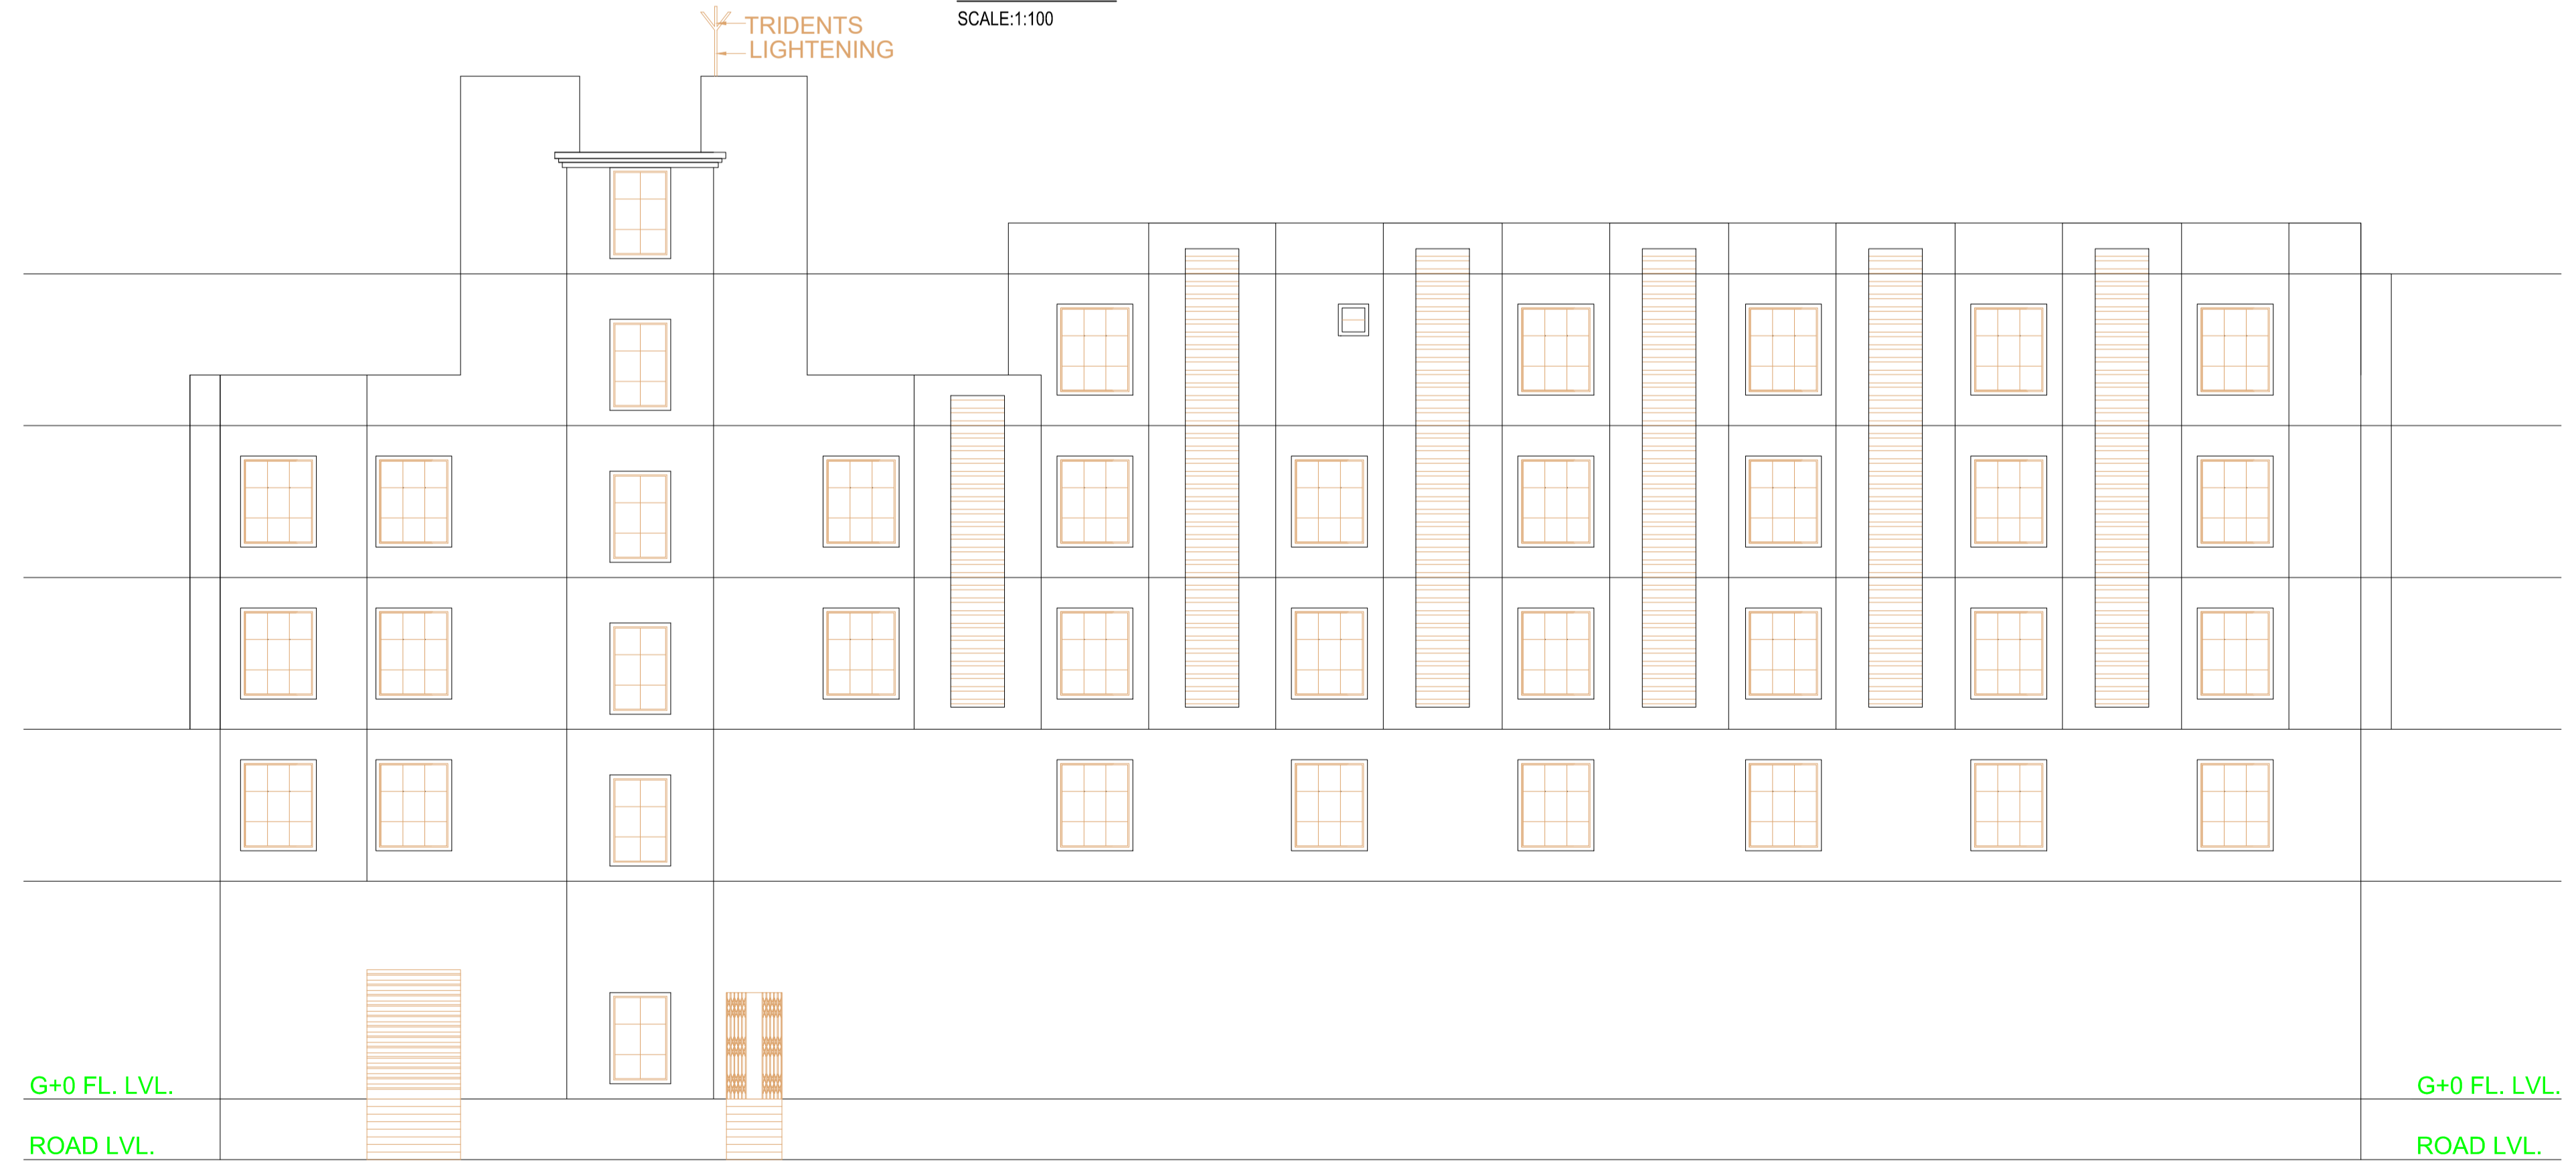 SCALE:1:100
TRIDENTS
LIGHTENING
G+0 FL. LVL.
G+0 FL. LVL.
ROAD LVL.
ROAD LVL.